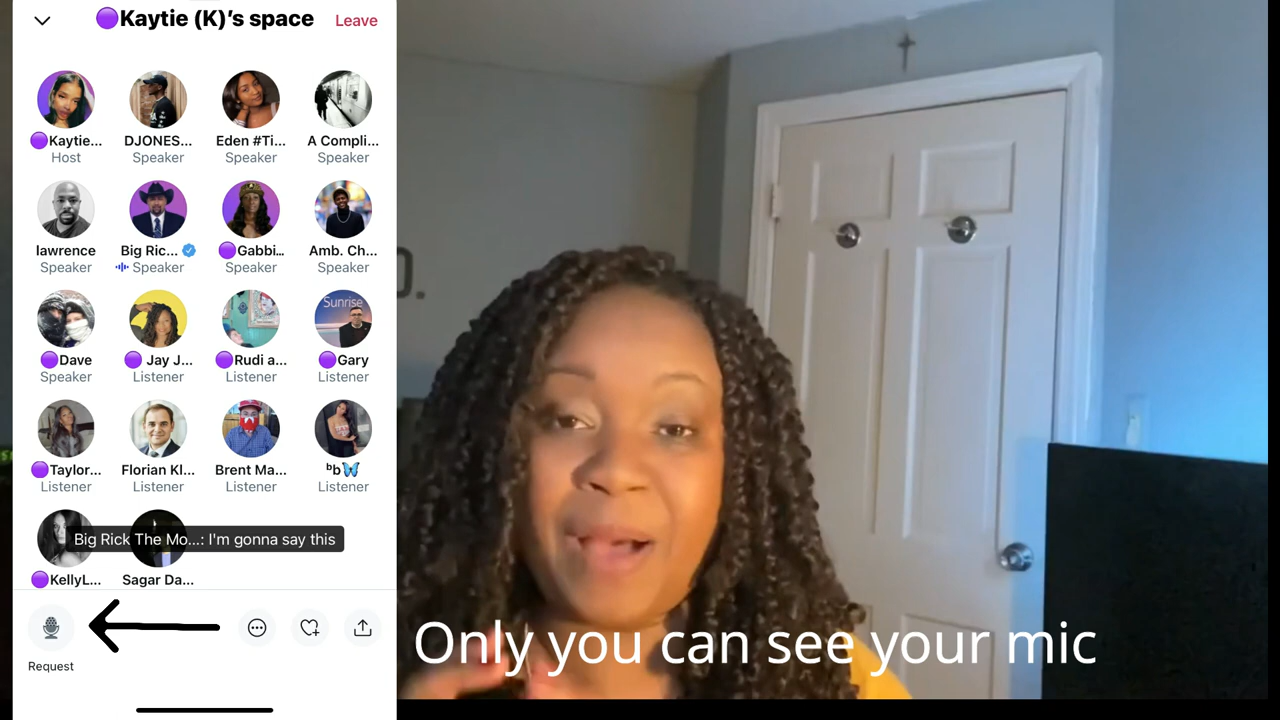 🟣Kaytie (K)’s space
Leave
🟣Kaytie...
Host
DJONES...
Speaker
Eden #Ti...
Speaker
A Compli...
Speaker
lawrence
Speaker
Big Ric...
Speaker
🟣Gabbi...
Speaker
Amb. Ch...
Speaker
Sunrise
🟣Dave
Speaker
🟣 Jay J...
Listener
🟣Rudi a...
Listener
🟣Gary
Listener
🟣Taylor...
Listener
Florian Kl...
Listener
Brent Ma...
Listener
ᵇb🦋
Listener
Big Rick The Mo...: I'm gonna say this
🟣KellyL...
Sagar Da...
Request
Only you can see your mic